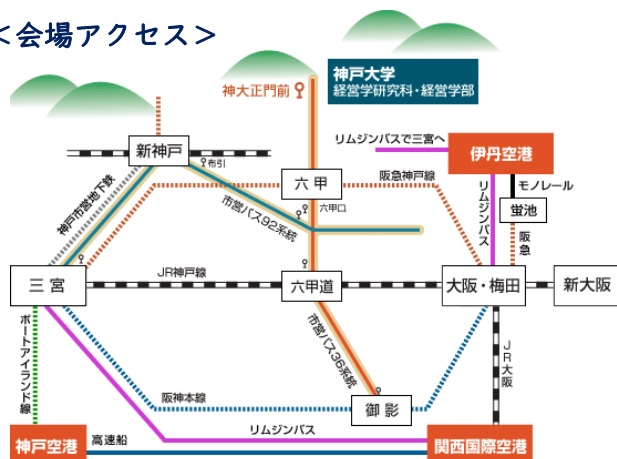 <会場アクセス>
神戸大学
経営学研究科・経営学部
神大正門前
リムジンバスで三宮へ
伊丹空港
新神戸
布引
モノレール
六甲
阪急神戸線
リムジンバス
蛍池
神戸市営地下鉄
市営バス92系統
六甲口
阪急
三宮
JR神戸線
六甲道
大阪・梅田
新大阪
ポートアイランド線
市営バス36系統
JR大阪
阪神本線
御影
神戸空港
高速船
リムジンバス
関西国際空港